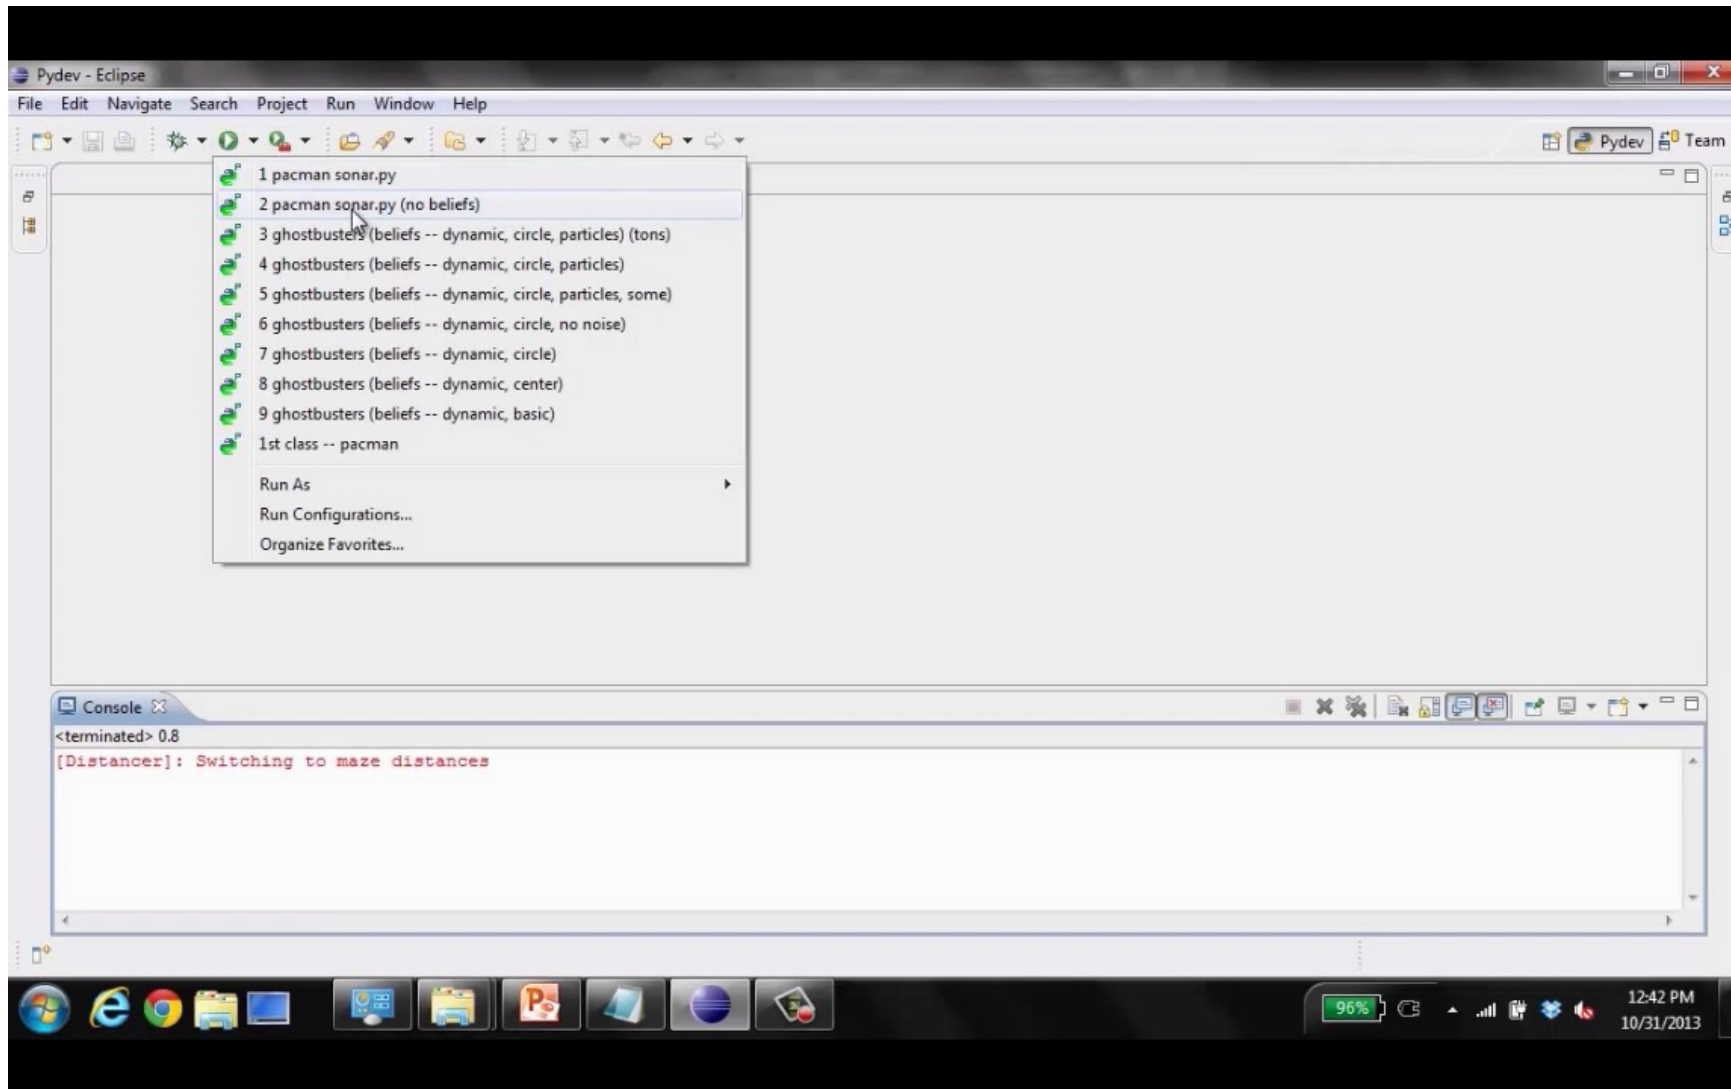 Pydev - Eclipse
File Edit Navigate Search Project Run Window Help
Pydev Team
1 pacman sonar.py
2 pacman sonar.py (no beliefs)
3 ghostbusters (beliefs -- dynamic, circle, particles) (tons)
4 ghostbusters (beliefs -- dynamic, circle, particles)
5 ghostbusters (beliefs -- dynamic, circle, particles, some)
6 ghostbusters (beliefs -- dynamic, circle, no noise)
7 ghostbusters (beliefs -- dynamic, circle)
8 ghostbusters (beliefs -- dynamic, center)
9 ghostbusters (beliefs -- dynamic, basic)
1st class -- pacman
Run As
Run Configurations...
Organize Favorites...
Console
<terminated> 0.8
[Distancer]: Switching to maze distances
96%
12:42 PM
10/31/2013